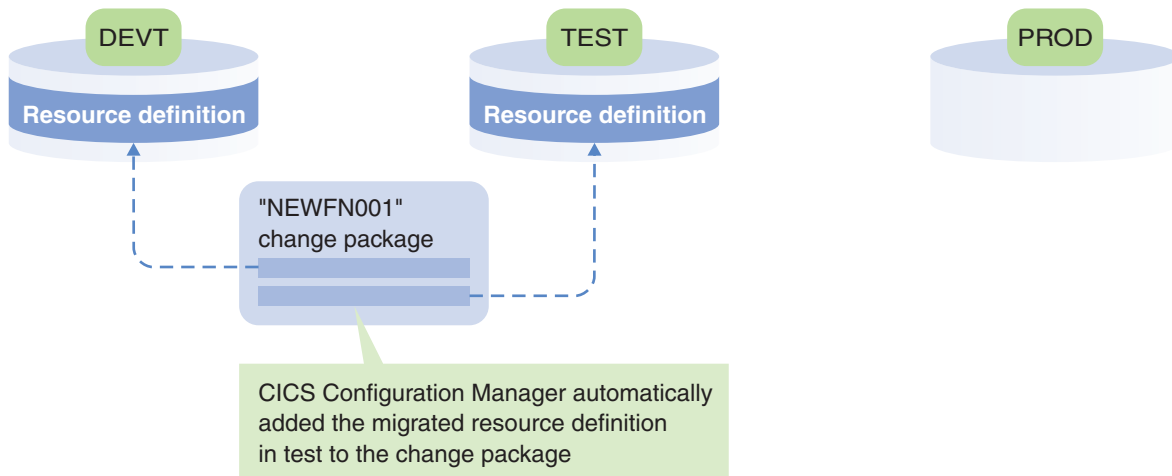 DEVT
TEST
PROD
Resource definition
Resource definition
"NEWFN001"
change package
CICS Configuration Manager automatically
added the migrated resource definition
in test to the change package